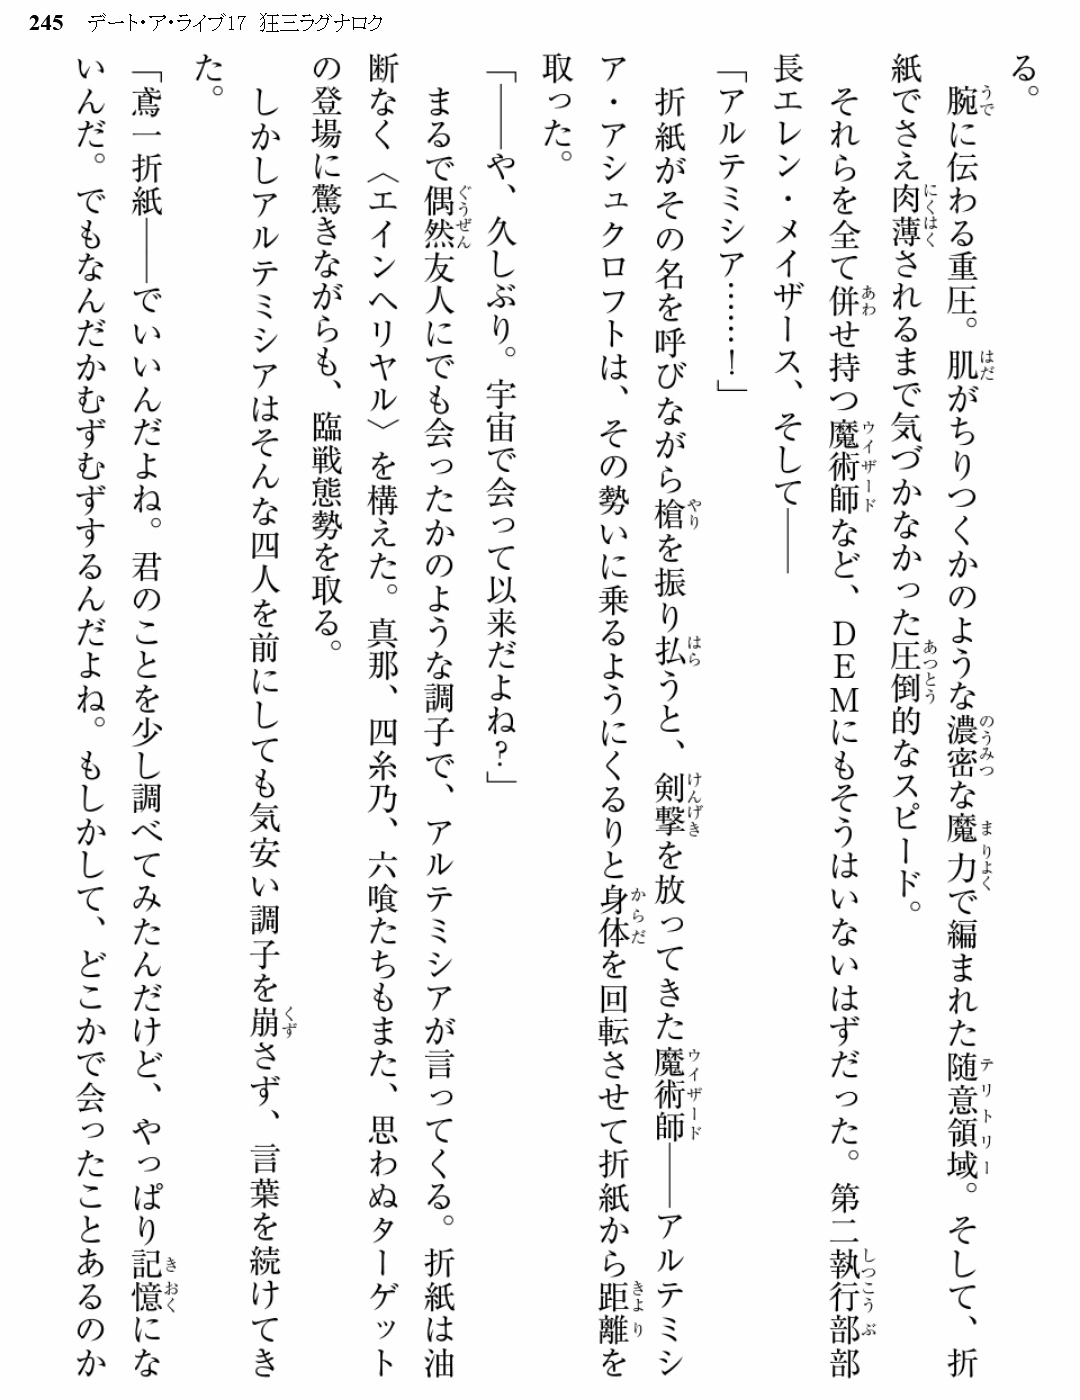 245 デート・ア・ライブ17 狂三ラグナロク
る。
　腕に伝わる重圧。肌がちりつくかのような濃密な魔力で編まれた随意領域。そして、折
紙でさえ肉薄されるまで気づかなかった圧倒的なスピード。
　それらを全て併せ持つ魔術師など、ＤＥＭにもそうはいないはずだった。第二執行部部
長エレン・メイザース、そして――
「アルテミシア……！」
　折紙がその名を呼びながら槍を振り払うと、剣撃を放ってきた魔術師――アルテミシ
ア・アシュクロフトは、その勢いに乗るようにくるりと身体を回転させて折紙から距離を
取った。
「――や、久しぶり。宇宙で会って以来だよね？」
　まるで偶然友人にでも会ったかのような調子で、アルテミシアが言ってくる。折紙は油
断なく〈エインヘリヤル〉を構えた。真那、四糸乃、六喰たちもまた、思わぬターゲット
の登場に驚きながらも、臨戦態勢を取る。
　しかしアルテミシアはそんな四人を前にしても気安い調子を崩さず、言葉を続けてき
た。
「鳶一折紙――でいいんだよね。君のことを少し調べてみたんだけど、やっぱり記憶にな
いんだ。でもなんだかむずむずするんだよね。もしかして、どこかで会ったことあるのか